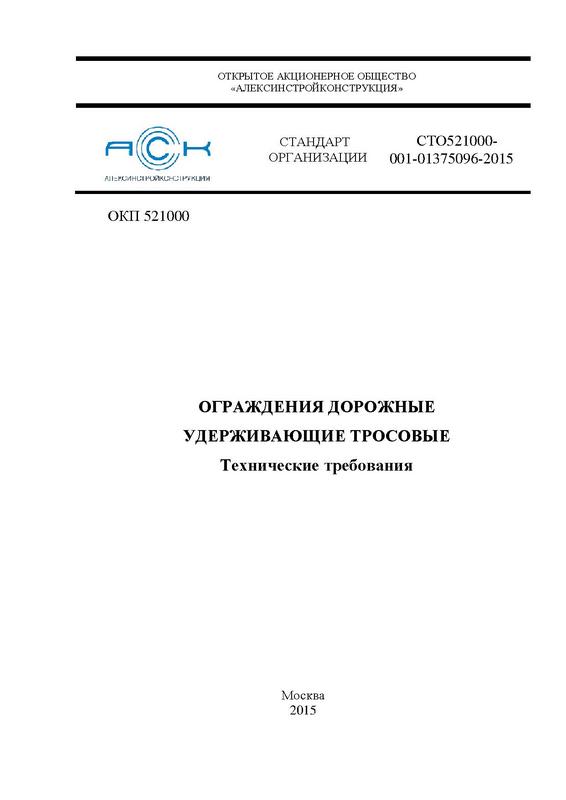 ОТКРЫТОЕ АКЦИОНЕРНОЕ ОБЩЕСТВО
«АЛЕКСИНСТРОЙКОНСТРУКЦИЯ»
АСК
АЛЕКСИНСТРОЙКОНСТРУКЦИЯ
СТАНДАРТ
ОРГАНИЗАЦИИ
СТО521000-
001-01375096-2015
ОКП 521000
ОГРАЖДЕНИЯ ДОРОЖНЫЕ
УДЕРЖИВАЮЩИЕ ТРОСОВЫЕ
Технические требования
Москва
2015